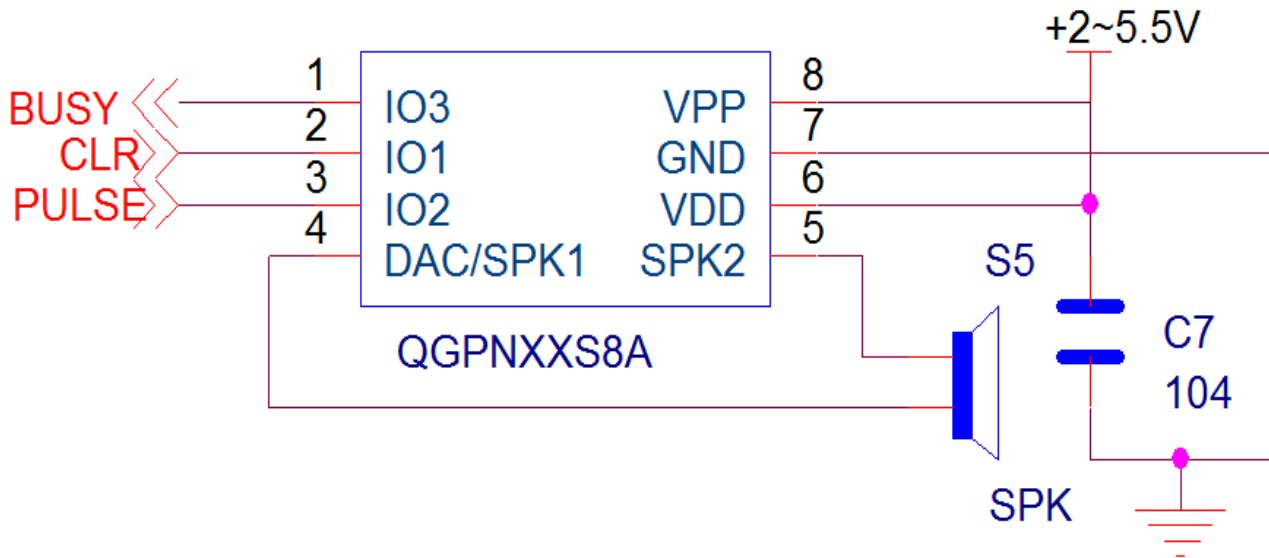 +2~5.5V
1
8
BUSY
IO3
VPP
2
7
CLR
IO1
GND
3
6
PULSE
IO2
VDD
4
5
DAC/SPK1
SPK2
S5
QGPNXXS8A
C7
104
SPK